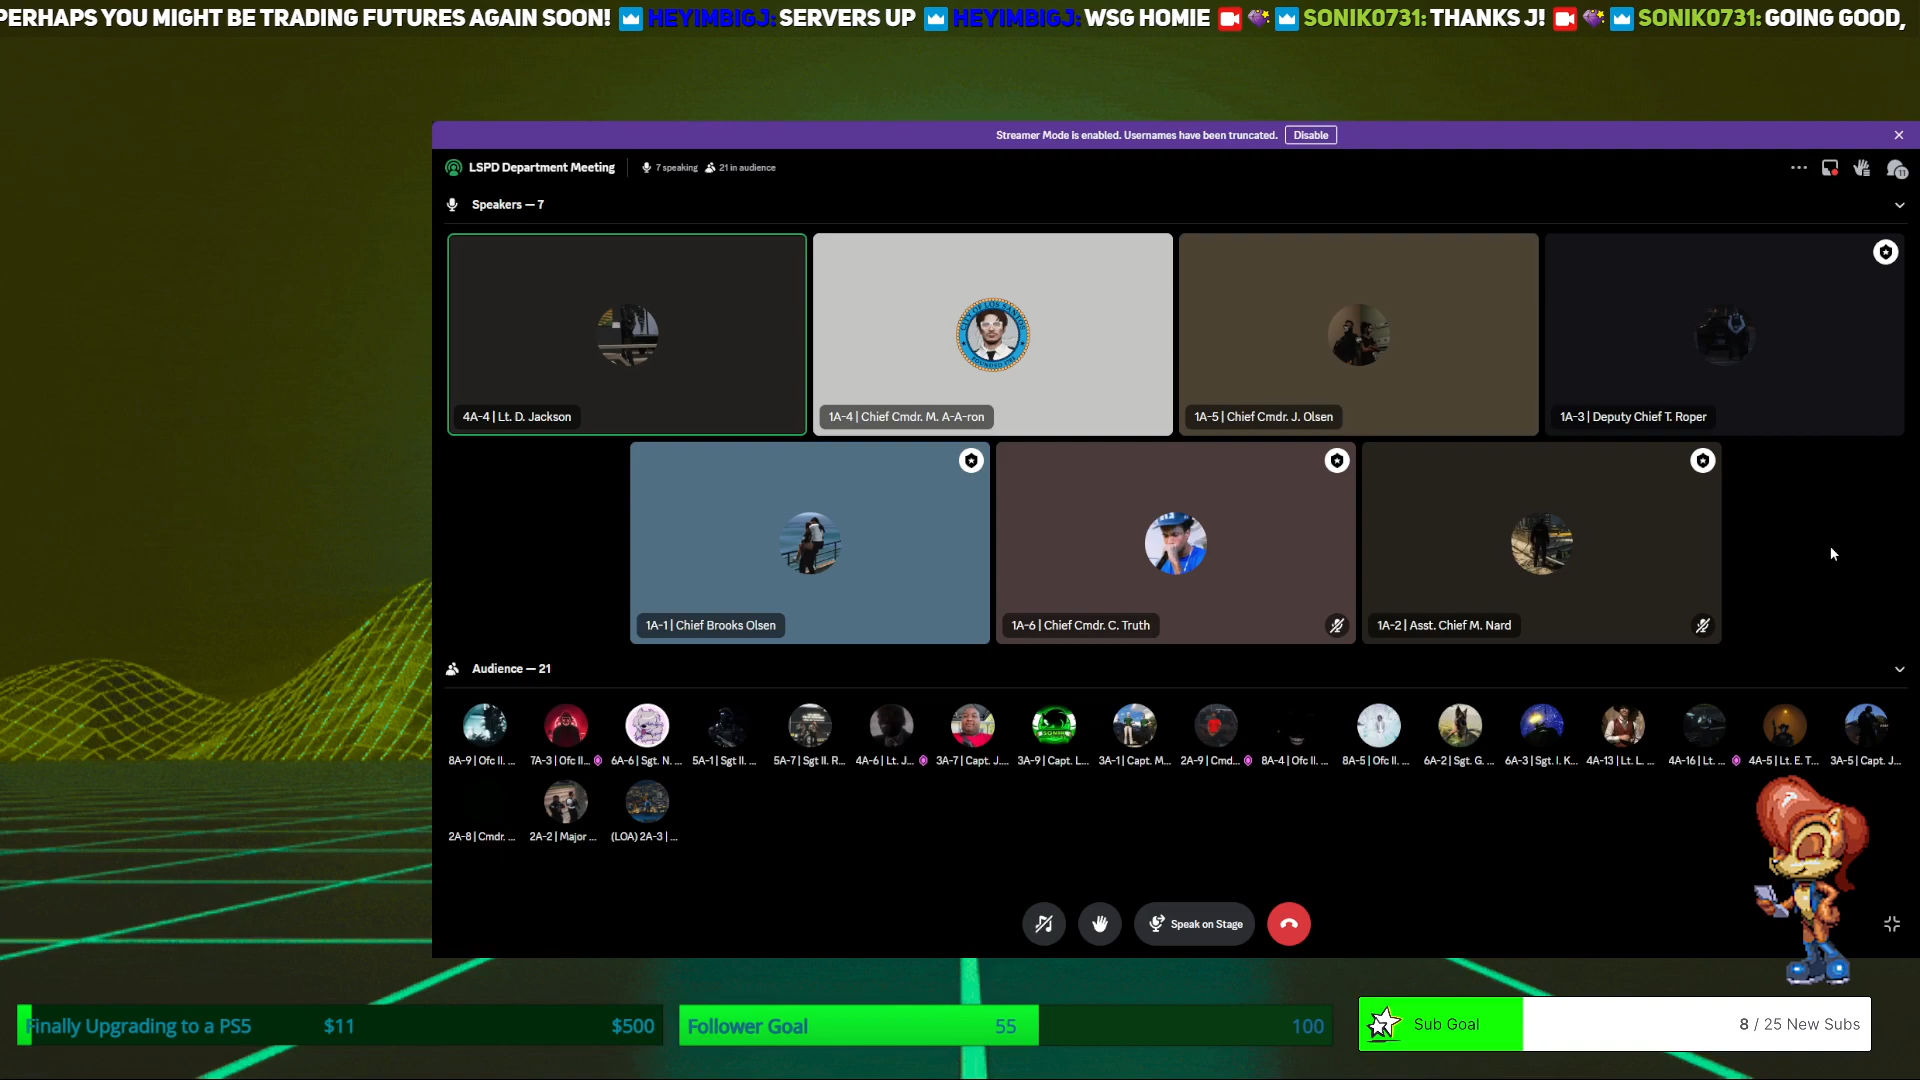 PERHAPS YOU MIGHT BE TRADING FUTURES AGAIN SOON! HEYIMBIGJ: SERVERS UP HEYIMBIGJ: WSG HOMIE SONIK0731: THANKS J! SONIK0731: GOING GOOD,
Streamer Mode is enabled. Usernames have been truncated. Disable
LSPD Department Meeting 7 speaking 21 in audience
11
Speakers — 7
CITY OF LOS SANTOS
4A-4 | Lt. D. Jackson
1A-4 | Chief Cmdr. M. A-A-ron
1A-5 | Chief Cmdr. J. Olsen
1A-3 | Deputy Chief T. Roper
1A-1 | Chief Brooks Olsen
1A-6 | Chief Cmdr. C. Truth
1A-2 | Asst. Chief M. Nard
Audience — 21
8A-9 | Ofc II. ...
7A-3 | Ofc II...
6A-6 | Sgt. N. ...
5A-1 | Sgt II. ...
5A-7 | Sgt II. R...
4A-6 | Lt. J...
3A-7 | Capt. J....
3A-9 | Capt. L...
3A-1 | Capt. M...
2A-9 | Cmd...
8A-4 | Ofc II. ...
8A-5 | Ofc II. ...
6A-2 | Sgt. G. ...
6A-3 | Sgt. I. K...
4A-13 | Lt. L. ...
4A-16 | Lt. ...
4A-5 | Lt. E. T...
3A-5 | Capt. J...
2A-8 | Cmdr. ...
2A-2 | Major ...
(LOA) 2A-3 | ...
Speak on Stage
Finally Upgrading to a PS5 $11 $500
Follower Goal 55 100
Sub Goal 8 / 25 New Subs